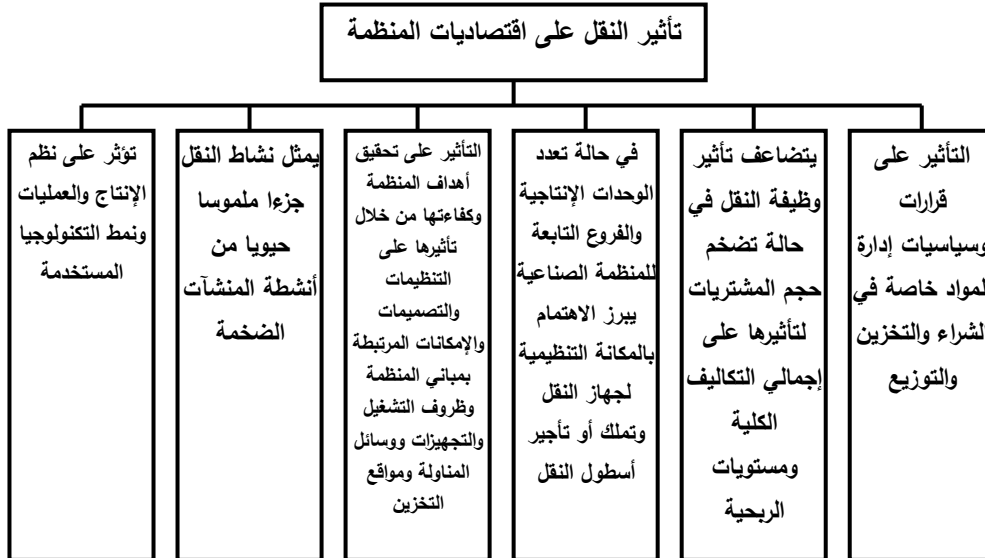 تأثير النقل على اقتصاديات المنظمة
التأثير على
قرارات
وسياسيات إدارة
المواد خاصة في
الشراء والتخزين
والتوزيع
يتضاعف تأثير
وظيفة النقل في
حالة تضخم
حجم المشتريات
لتأثيرها على
إجمالي التكاليف
الكلية
ومستويات
الربحية
في حالة تعدد
الوحدات الإنتاجية
والفروع التابعة
للمنظمة الصناعية
يبرز الاهتمام
بالمكانة التنظيمية
لجهاز النقل
وتملك أو تأجير
أسطول النقل
التأثير على تحقيق
أهداف المنظمة
وكفاءتها من خلال
تأثيرها على
التنظيمات
والتصميمات
والإمكانات المرتبطة
بمباني المنظمة
وظروف التشغيل
والتجهيزات ووسائل
المناولة ومواقع
التخزين
يمثل نشاط النقل
جزءا ملموسا
حيويا من
أنشطة المنشآت
الضخمة
تؤثر على نظم
الإنتاج والعمليات
ونمط التكنولوجيا
المستخدمة